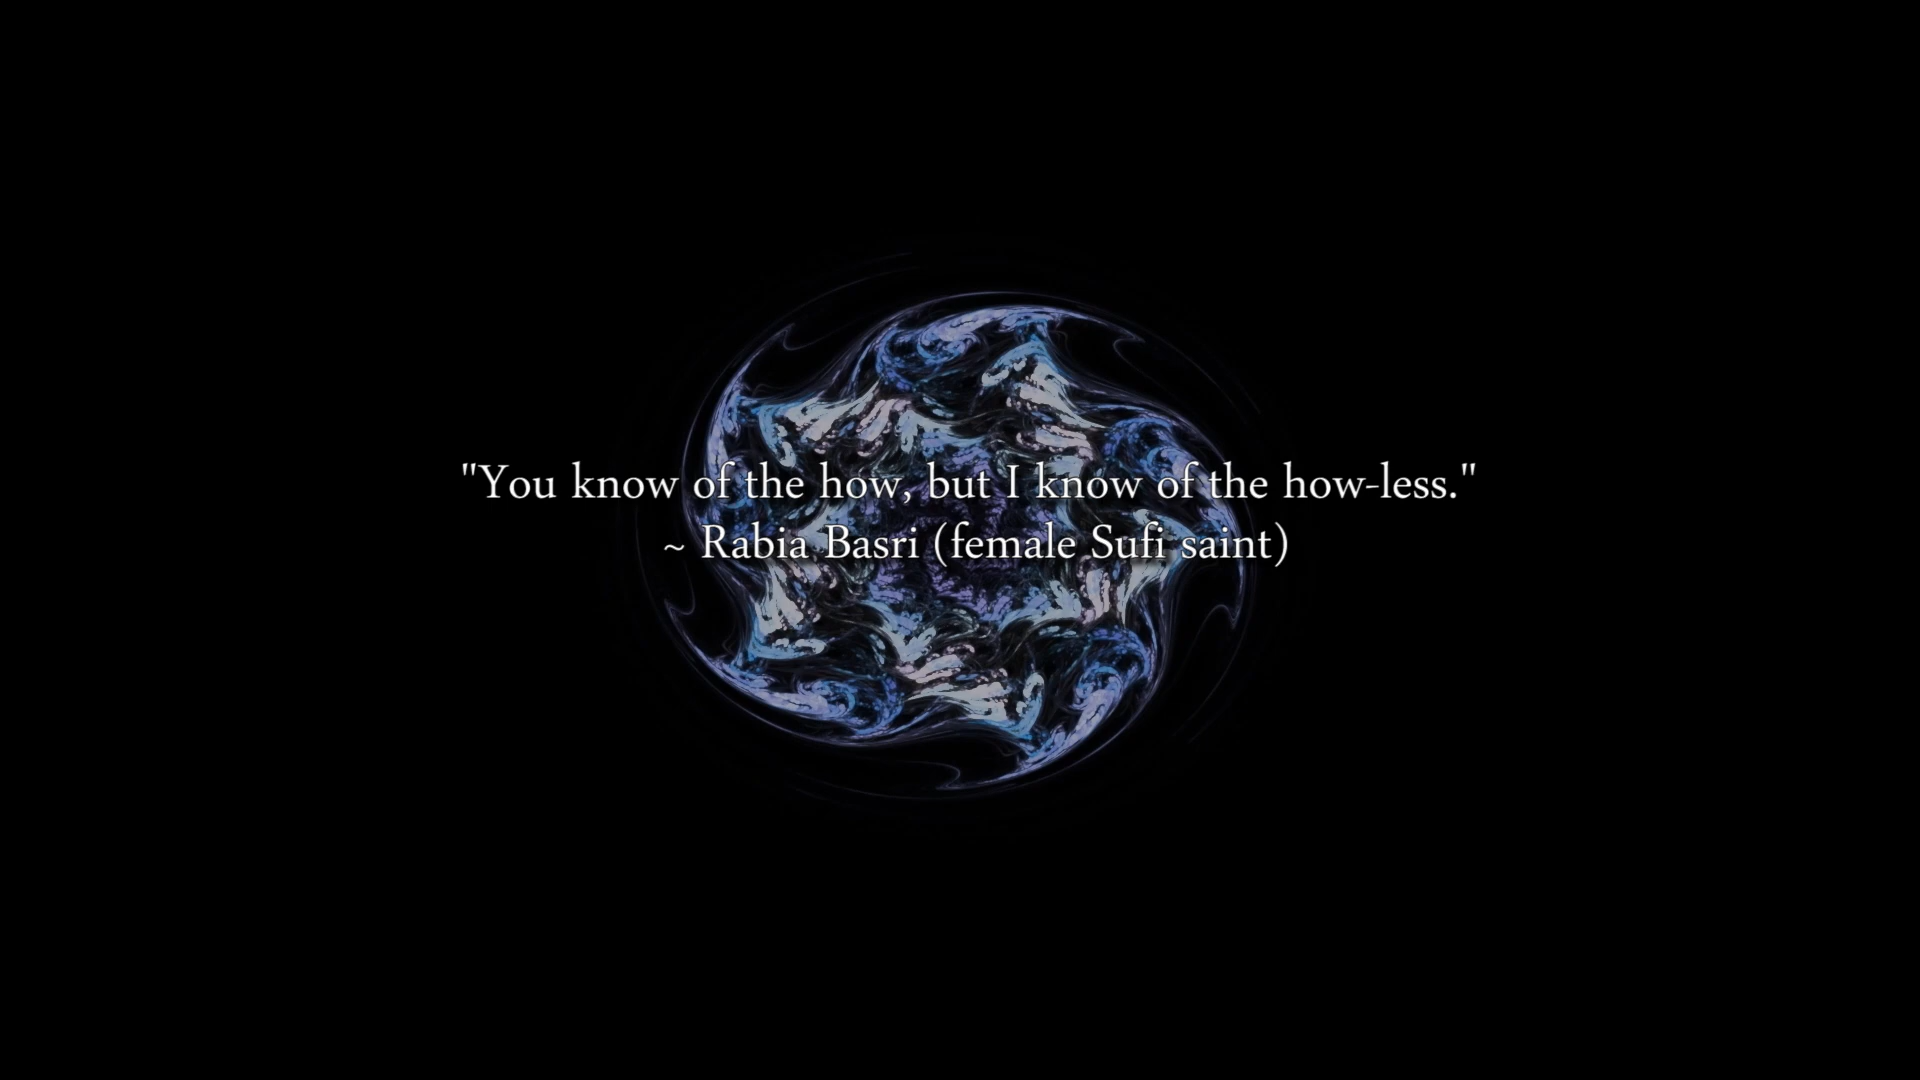 "You know of the how, but I know of the how-less."
~ Rabia Basri (female Sufi saint)